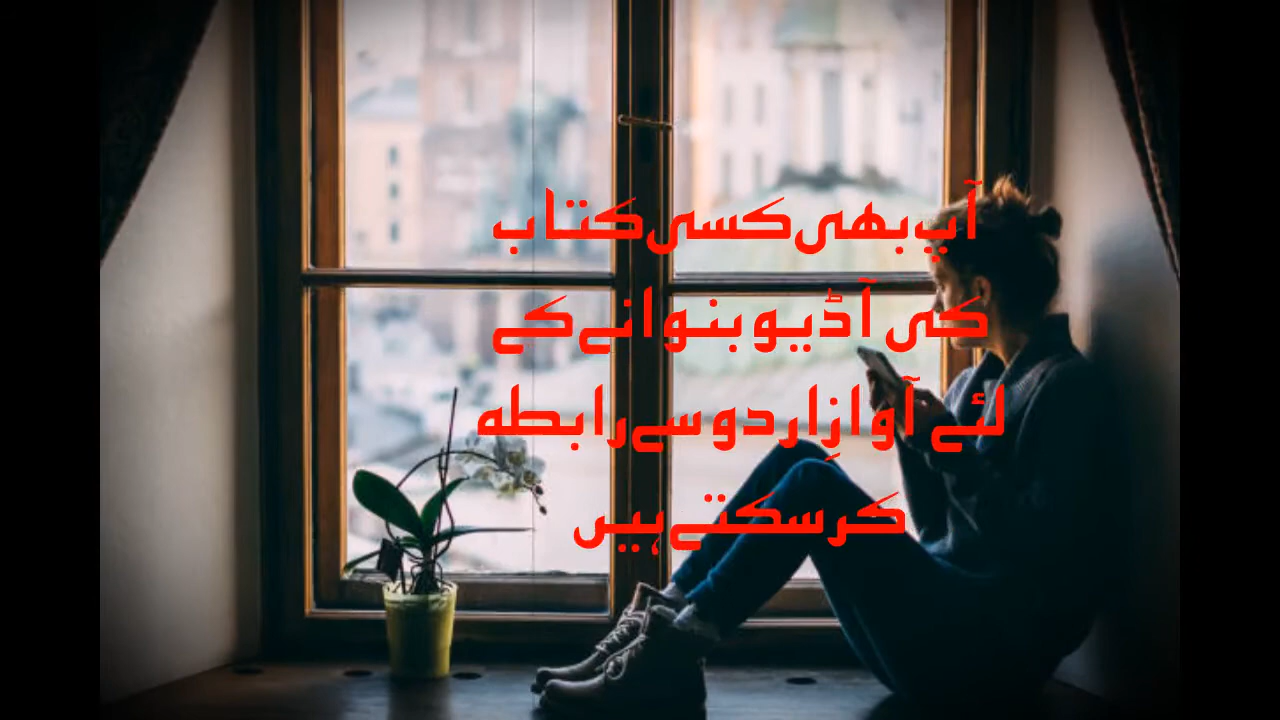 آپ بھی کسی کتاب
کی آڈیو بنوانے کے
لئے آوازِ اردو سے رابطہ
کر سکتے ہیں